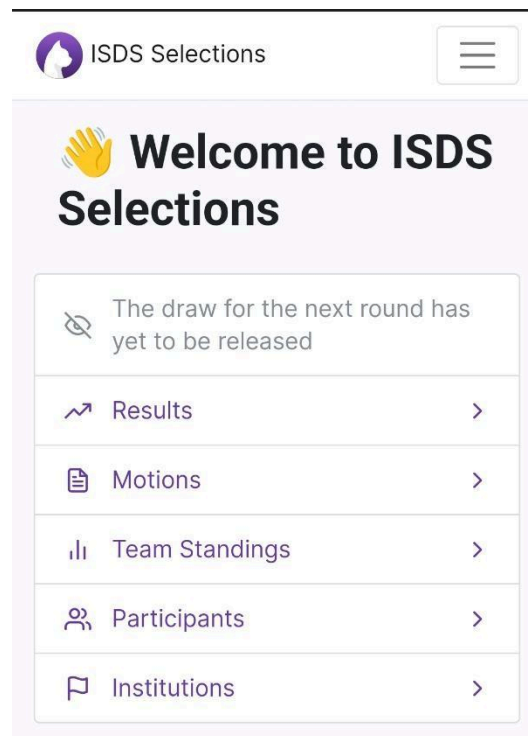 ISDS Selections
👋 Welcome to ISDS
Selections
The draw for the next round has
yet to be released
Results
Motions
Team Standings
Participants
Institutions